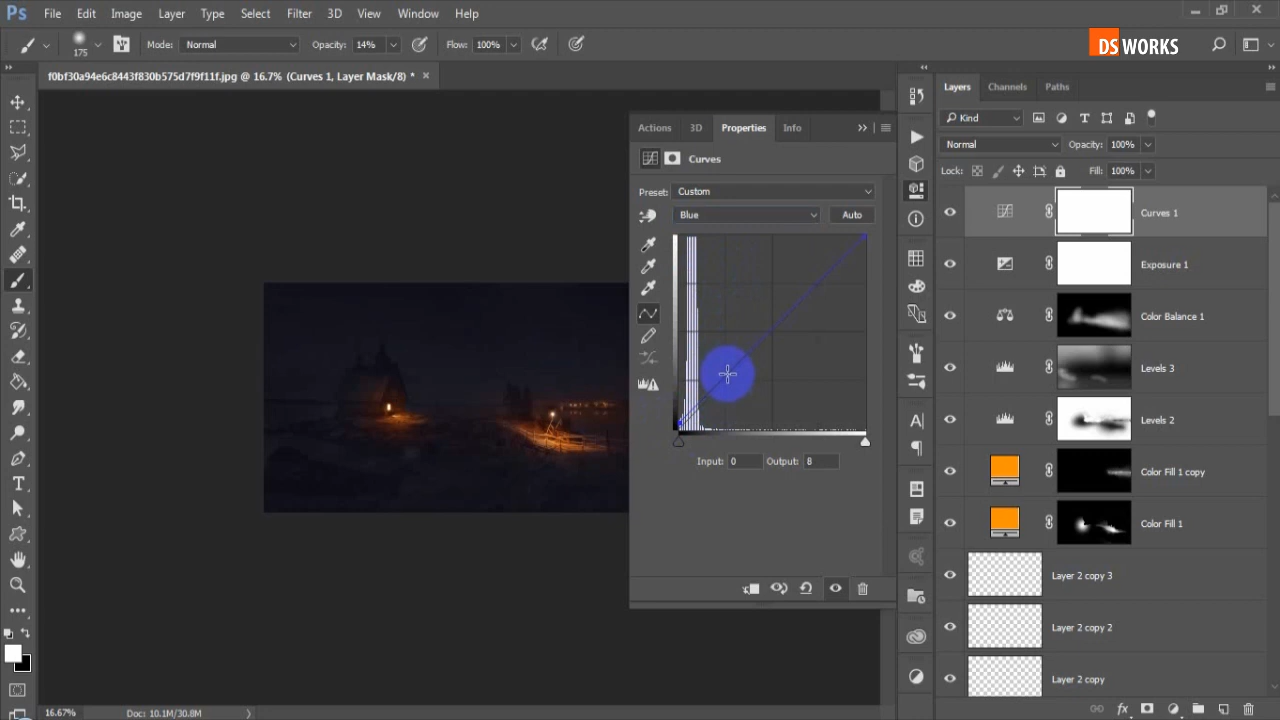 Ps File Edit Image Layer Type Select Filter 3D View Window Help
175 Mode: Normal Opacity: 14% Flow: 100%
DS WORKS
f0bf30a94e6c8443f830b575d7f9f11f.jpg @ 16.7% (Curves 1, Layer Mask/8) * ×
Actions 3D Properties Info
Curves
Preset: Custom
Blue Auto
Input: 0 Output: 8
Layers Channels Paths
Kind
Normal Opacity: 100%
Lock: Fill: 100%
Curves 1
Exposure 1
Color Balance 1
Levels 3
Levels 2
Color Fill 1 copy
Color Fill 1
Layer 2 copy 3
Layer 2 copy 2
Layer 2 copy
16.67% Doc: 10.1M/30.8M